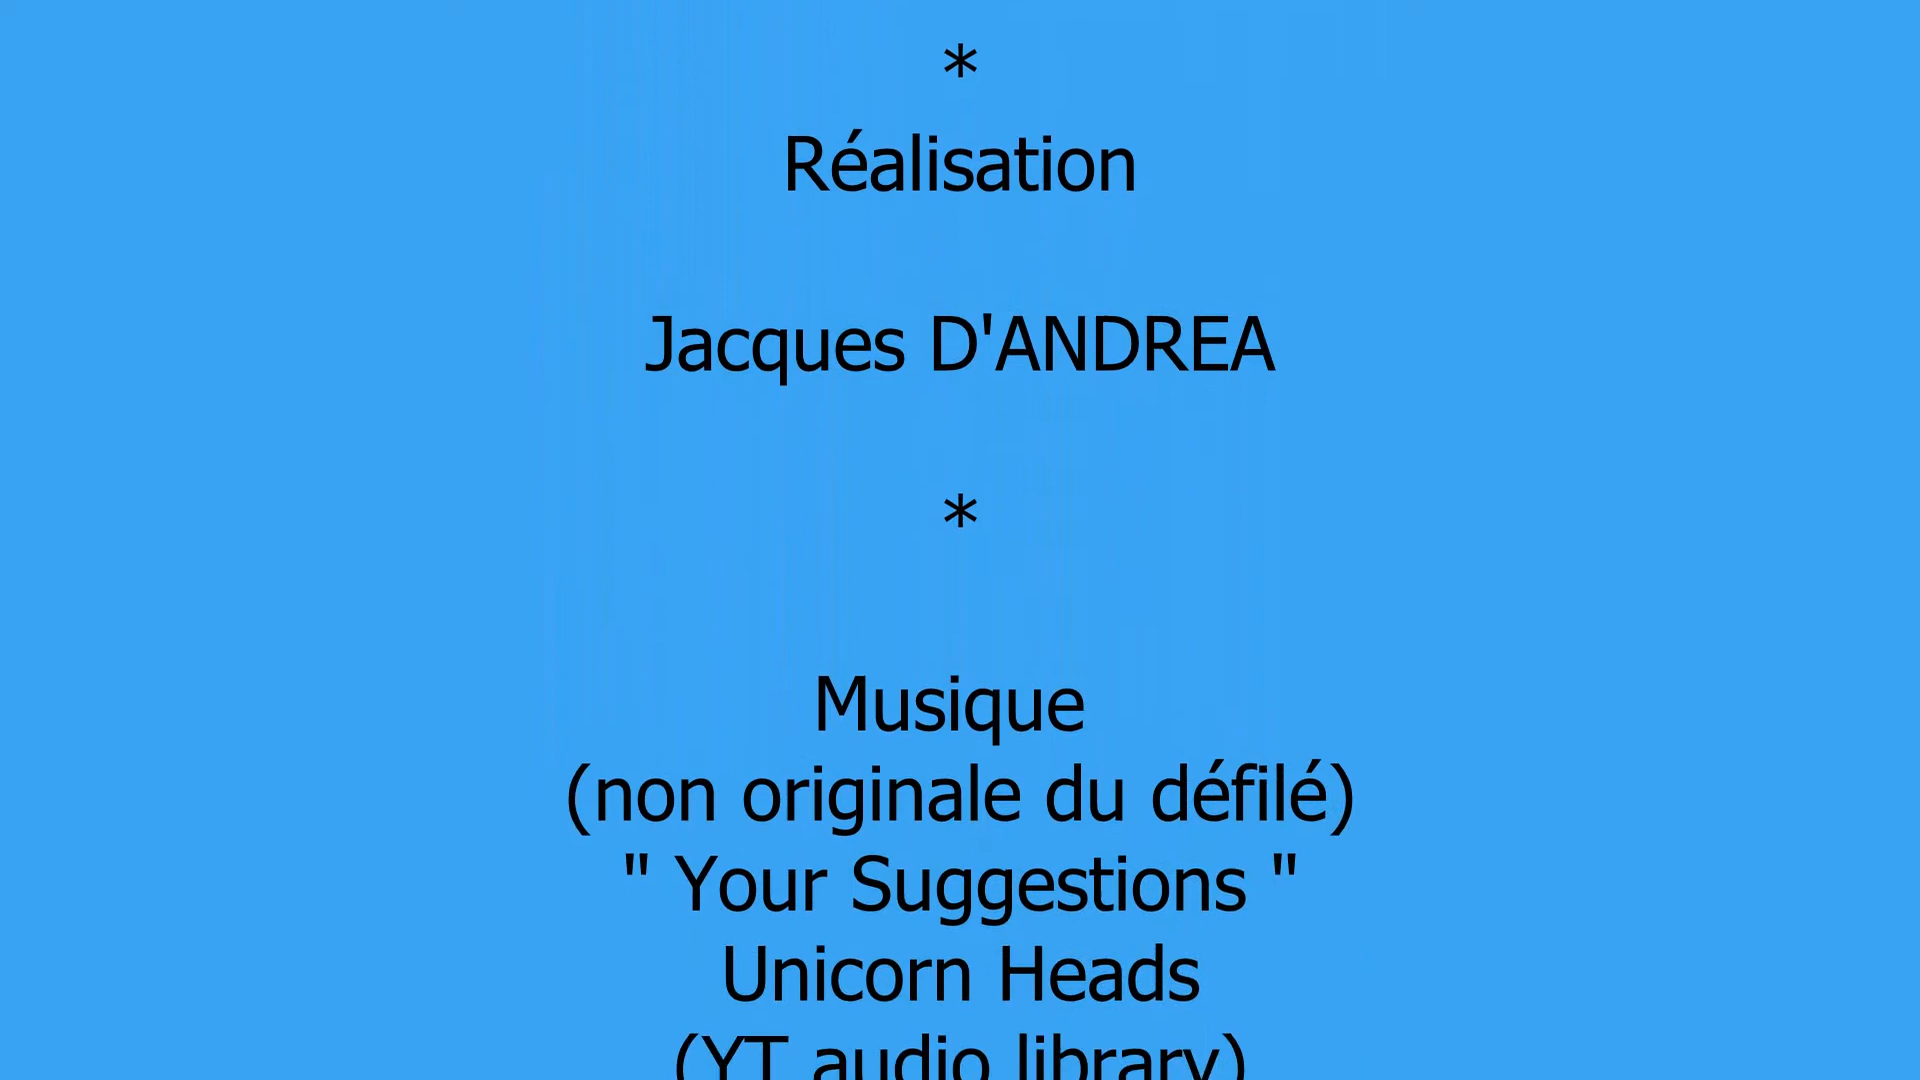 *
Réalisation
Jacques D'ANDREA
*
Musique
(non originale du défilé)
" Your Suggestions "
Unicorn Heads
(YT audio library)